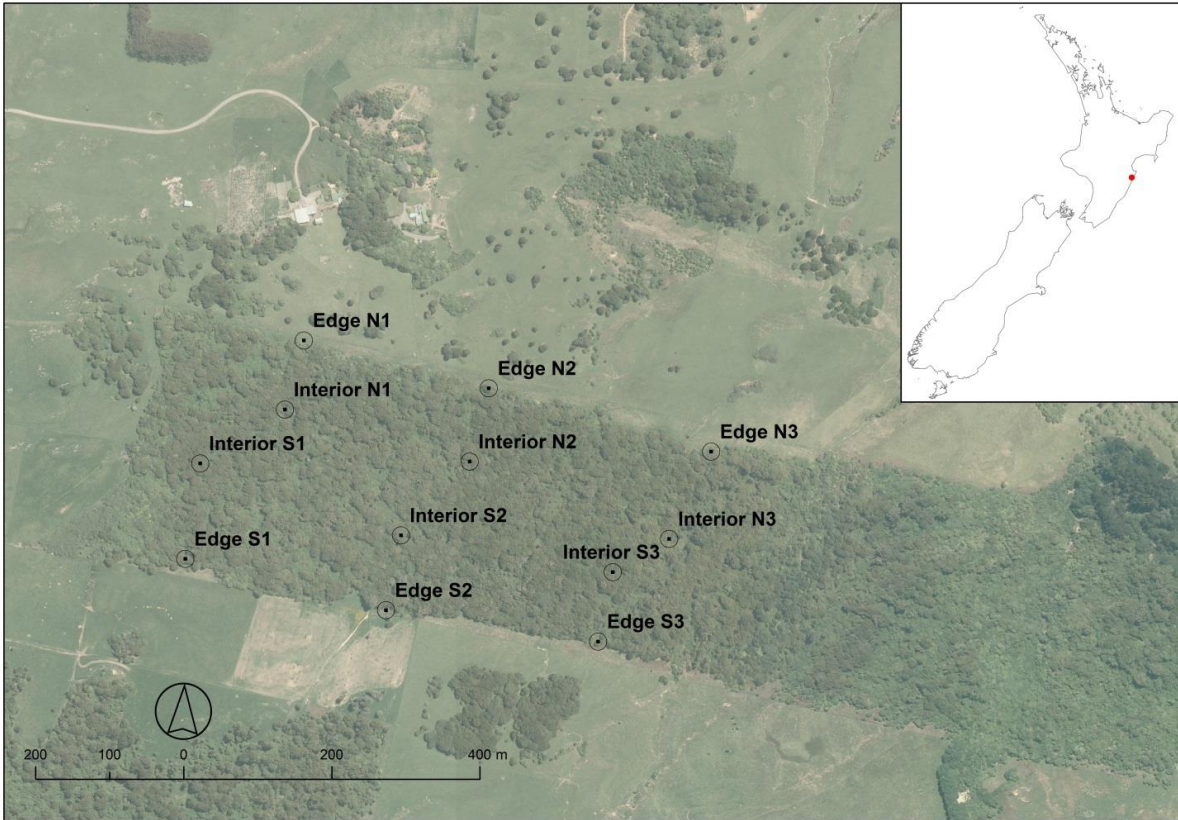 Edge N1
Edge N2
Interior N1
Edge N3
Interior N2
Interior S1
Interior S2
Interior N3
Edge S1
Interior S3
Edge S2
Edge S3
200 0 200 400 m